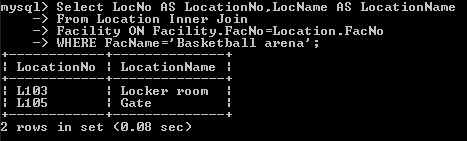 mysql> Select LocNo AS LocationNo,LocName AS LocationName
    -> From Location Inner Join
    -> Facility ON Facility.FacNo=Location.FacNo
    -> WHERE FacName='Basketball arena';
+------------+--------------+
| LocationNo | LocationName |
+------------+--------------+
| L103       | Locker room  |
| L105       | Gate         |
+------------+--------------+
2 rows in set (0.08 sec)